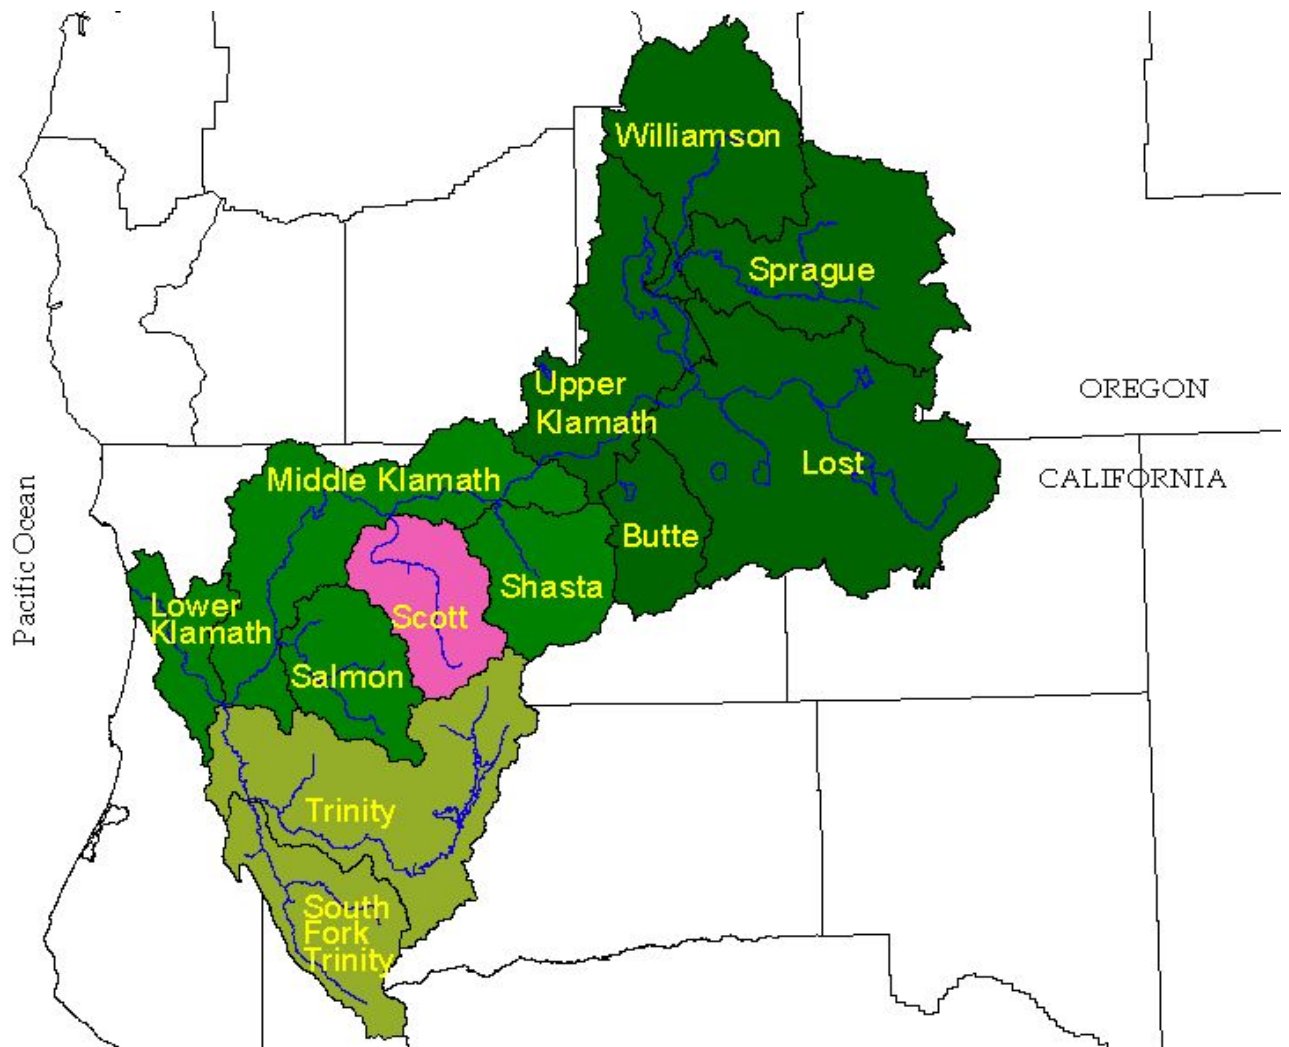 Williamson
Sprague
Upper
Klamath
OREGON
Lost
CALIFORNIA
Middle Klamath
Butte
Pacific Ocean
Shasta
Lower
Klamath
Scott
Salmon
Trinity
South
Fork
Trinity